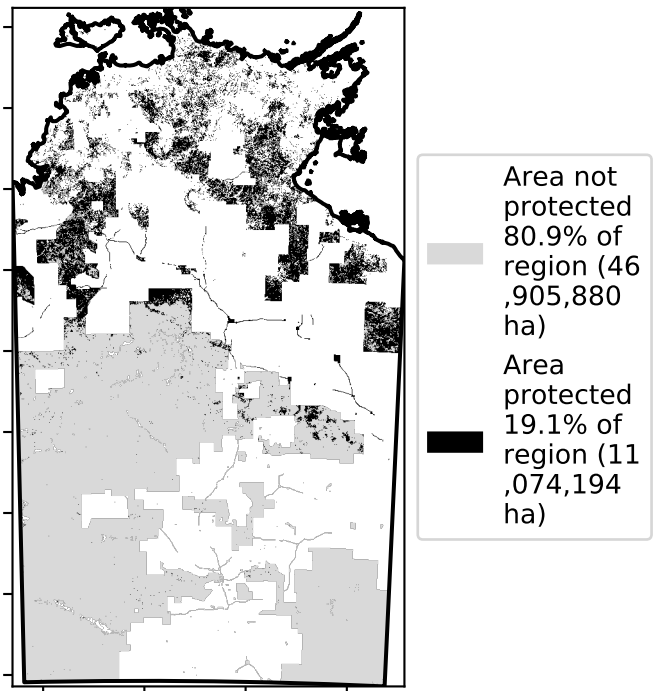 Area not
protected
80.9% of
region (46
,905,880
ha)
Area
protected
19.1% of
region (11
,074,194
ha)